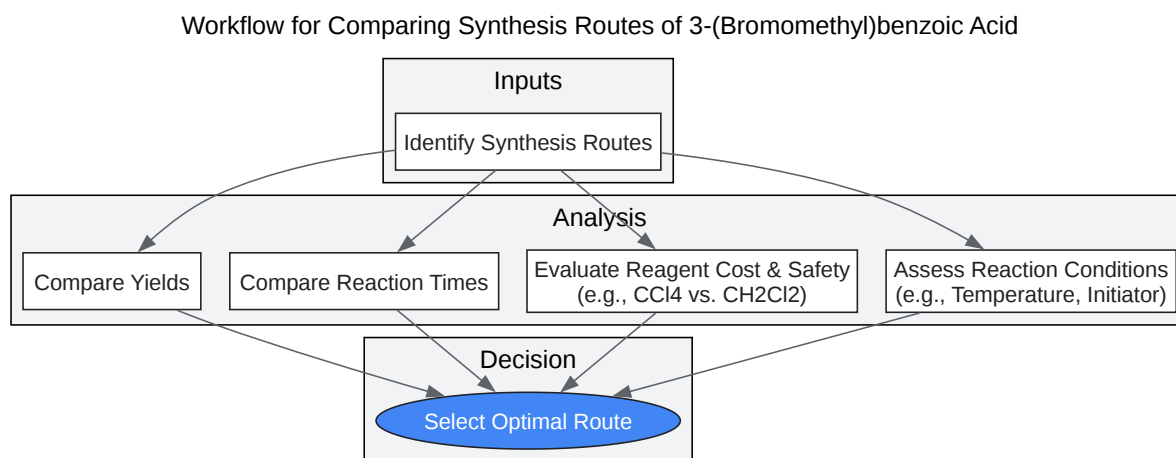 Workflow for Comparing Synthesis Routes of 3-(Bromomethyl)benzoic Acid
Inputs
Identify Synthesis Routes
Analysis
Compare Yields
Compare Reaction Times
Evaluate Reagent Cost & Safety
(e.g., CCl4 vs. CH2Cl2)
Assess Reaction Conditions
(e.g., Temperature, Initiator)
Decision
Select Optimal Route